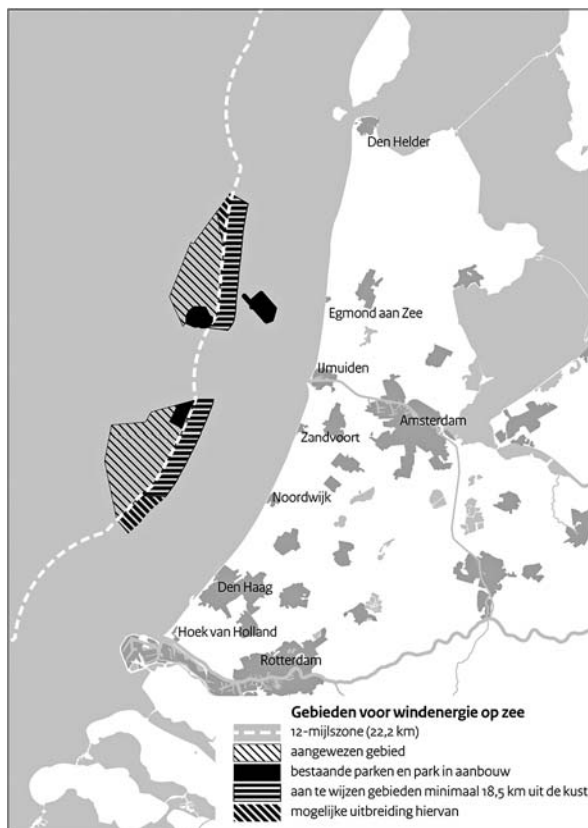 Den Helder
Egmond aan Zee
IJmuiden
Amsterdam
Zandvoort
Noordwijk
Den Haag
Hoek van Holland
Rotterdam
Gebieden voor windenergie op zee
12-mijlszone (22,2 km)
aangewezen gebied
bestaande parken en park in aanbouw
aan te wijzen gebieden minimaal 18,5 km uit de kust
mogelijke uitbreiding hiervan